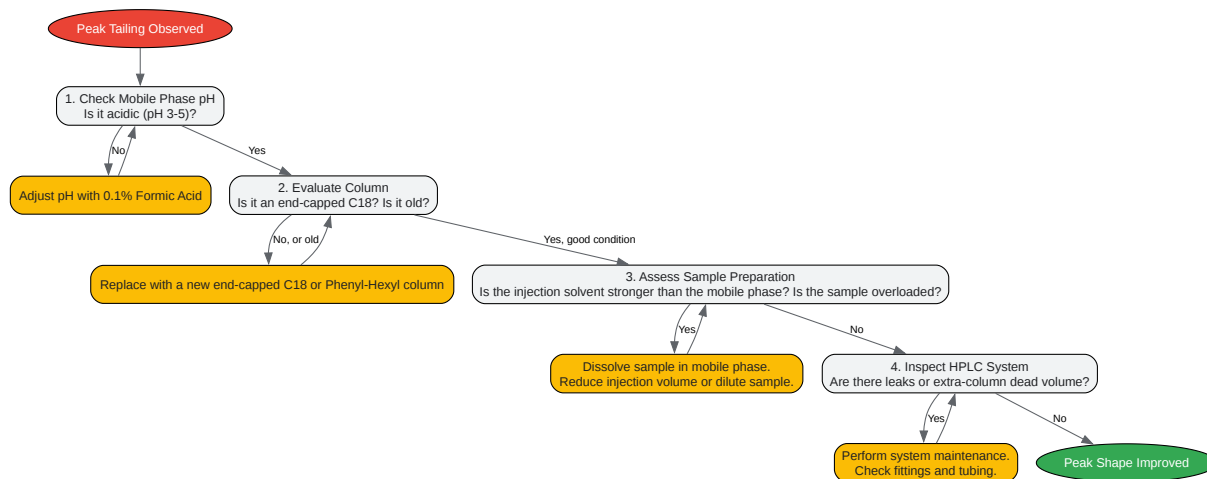 Peak Tailing Observed
1. Check Mobile Phase pH
Is it acidic (pH 3-5)?
No
Yes
Adjust pH with 0.1% Formic Acid
2. Evaluate Column
Is it an end-capped C18? Is it old?
No, or old
Yes, good condition
Replace with a new end-capped C18 or Phenyl-Hexyl column
3. Assess Sample Preparation
Is the injection solvent stronger than the mobile phase? Is the sample overloaded?
Yes
No
Dissolve sample in mobile phase.
Reduce injection volume or dilute sample.
4. Inspect HPLC System
Are there leaks or extra-column dead volume?
Yes
No
Perform system maintenance.
Check fittings and tubing.
Peak Shape Improved